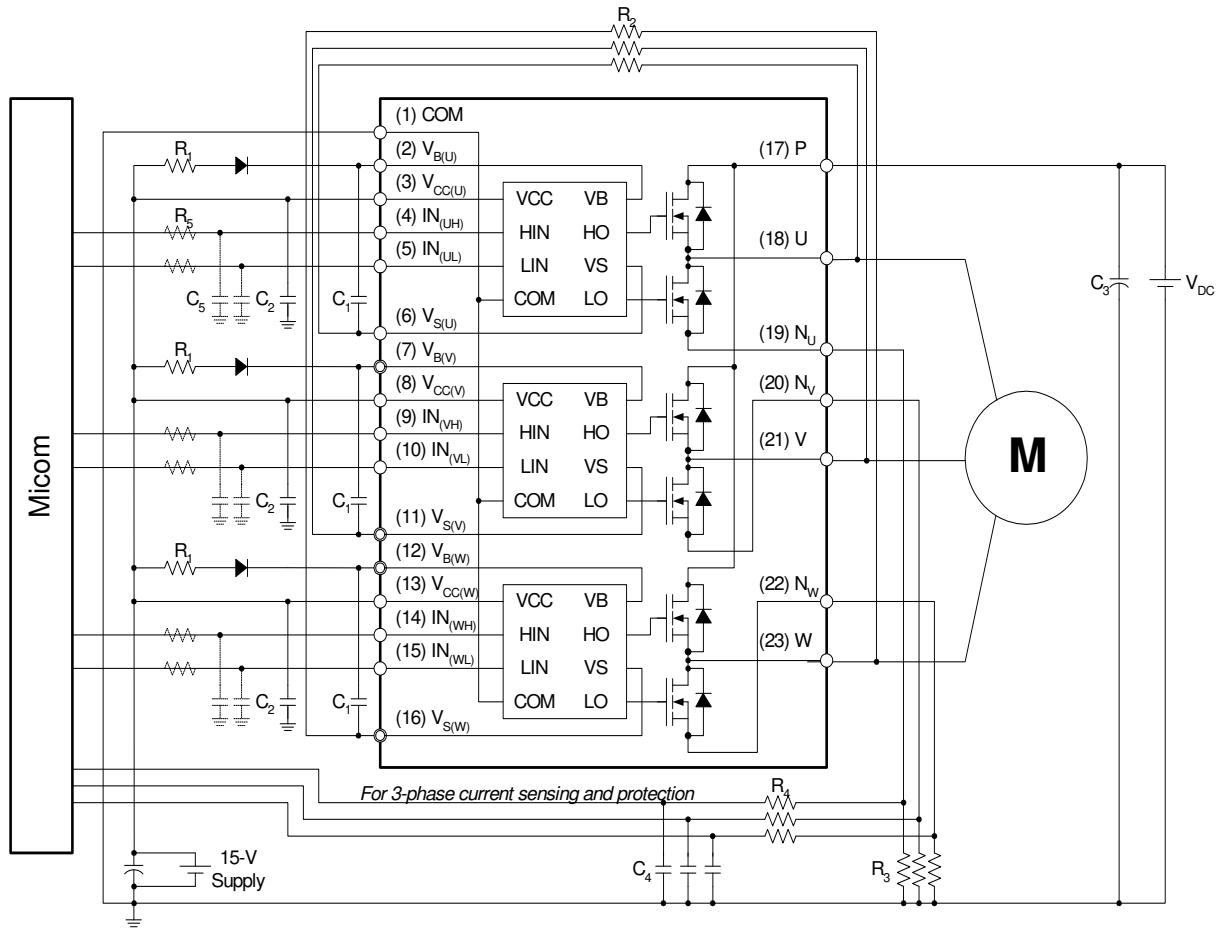 R2
Micom
R1
R5
C5
C2
C1
R1
C2
C1
R1
C2
C1
(1) COM
(2) VB(U)
(3) VCC(U)
(4) IN(UH)
(5) IN(UL)
(6) VS(U)
(7) VB(V)
(8) VCC(V)
(9) IN(VH)
(10) IN(VL)
(11) VS(V)
(12) VB(W)
(13) VCC(W)
(14) IN(WH)
(15) IN(WL)
(16) VS(W)
VCC VB
HIN HO
LIN VS
COM LO
VCC VB
HIN HO
LIN VS
COM LO
VCC VB
HIN HO
LIN VS
COM LO
(17) P
(18) U
(19) NU
(20) NV
(21) V
(22) NW
(23) W
C3
VDC
M
For 3-phase current sensing and protection
R4
C4
R3
15-V
Supply